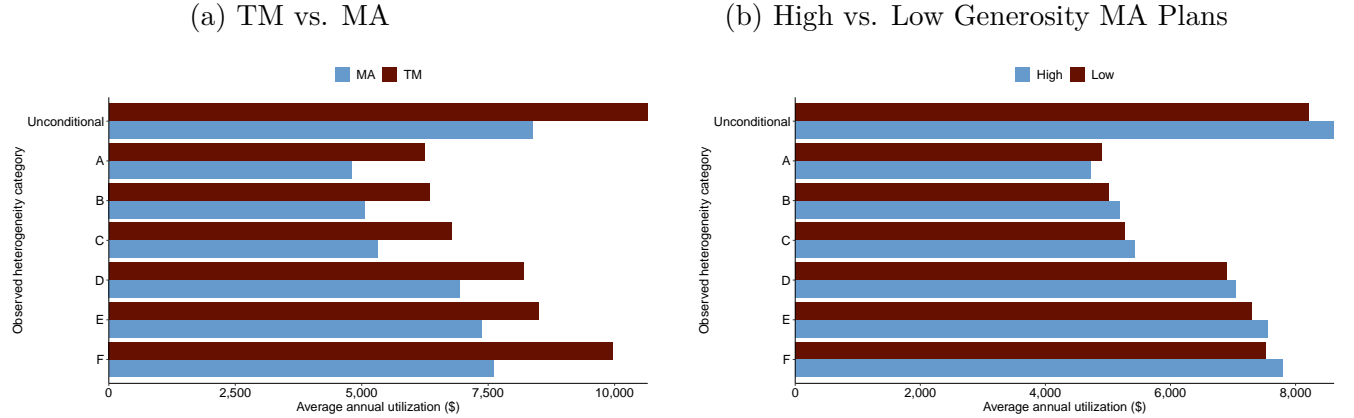 (a) TM vs. MA
MA TM
Observed heterogeneity category
Unconditional
A
B
C
D
E
F
0 2,500 5,000 7,500 10,000
Average annual utilization ($)
(b) High vs. Low Generosity MA Plans
High Low
Observed heterogeneity category
Unconditional
A
B
C
D
E
F
0 2,000 4,000 6,000 8,000
Average annual utilization ($)